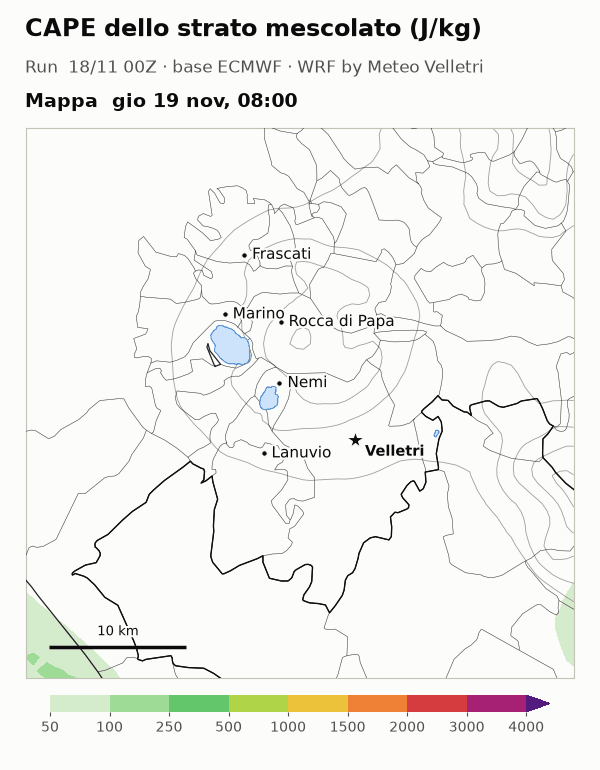 CAPE dello strato mescolato (J/kg)
Run  18/11 00Z · base ECMWF · WRF by Meteo Velletri
Mappa  gio 19 nov, 08:00
Frascati
Marino
Rocca di Papa
Nemi
Velletri
Lanuvio
10 km
50 100 250 500 1000 1500 2000 3000 4000